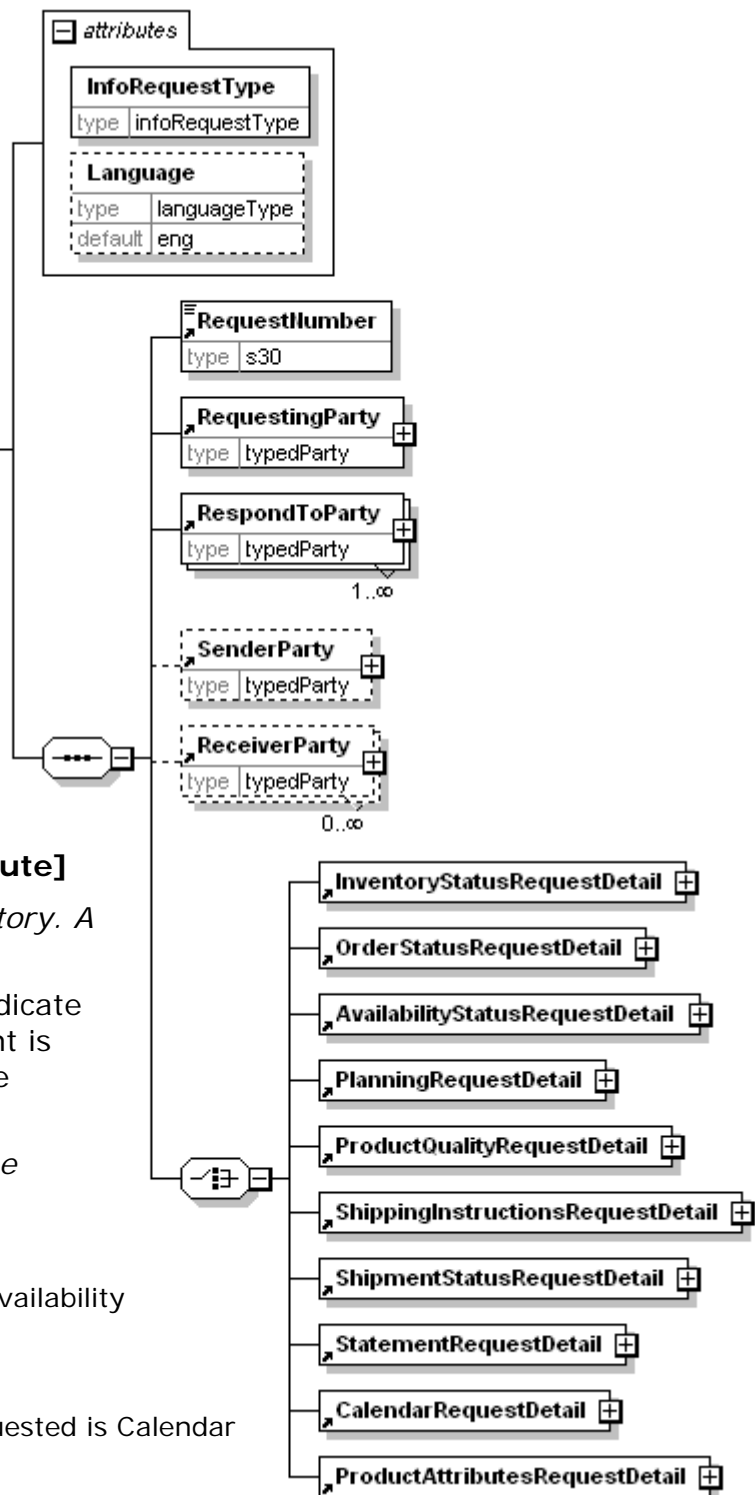 attributes
InfoRequestType
type infoRequestType
Language
type languageType
default eng
RequestNumber
type s30
RequestingParty
type typedParty
RespondToParty
type typedParty
1..∞
SenderParty
type typedParty
ReceiverParty
type typedParty
0..∞
ute]
tory. A
dicate
nt is
e
e
vailability
uested is Calendar
InventoryStatusRequestDetail
OrderStatusRequestDetail
AvailabilityStatusRequestDetail
PlanningRequestDetail
ProductQualityRequestDetail
ShippingInstructionsRequestDetail
ShipmentStatusRequestDetail
StatementRequestDetail
CalendarRequestDetail
ProductAttributesRequestDetail